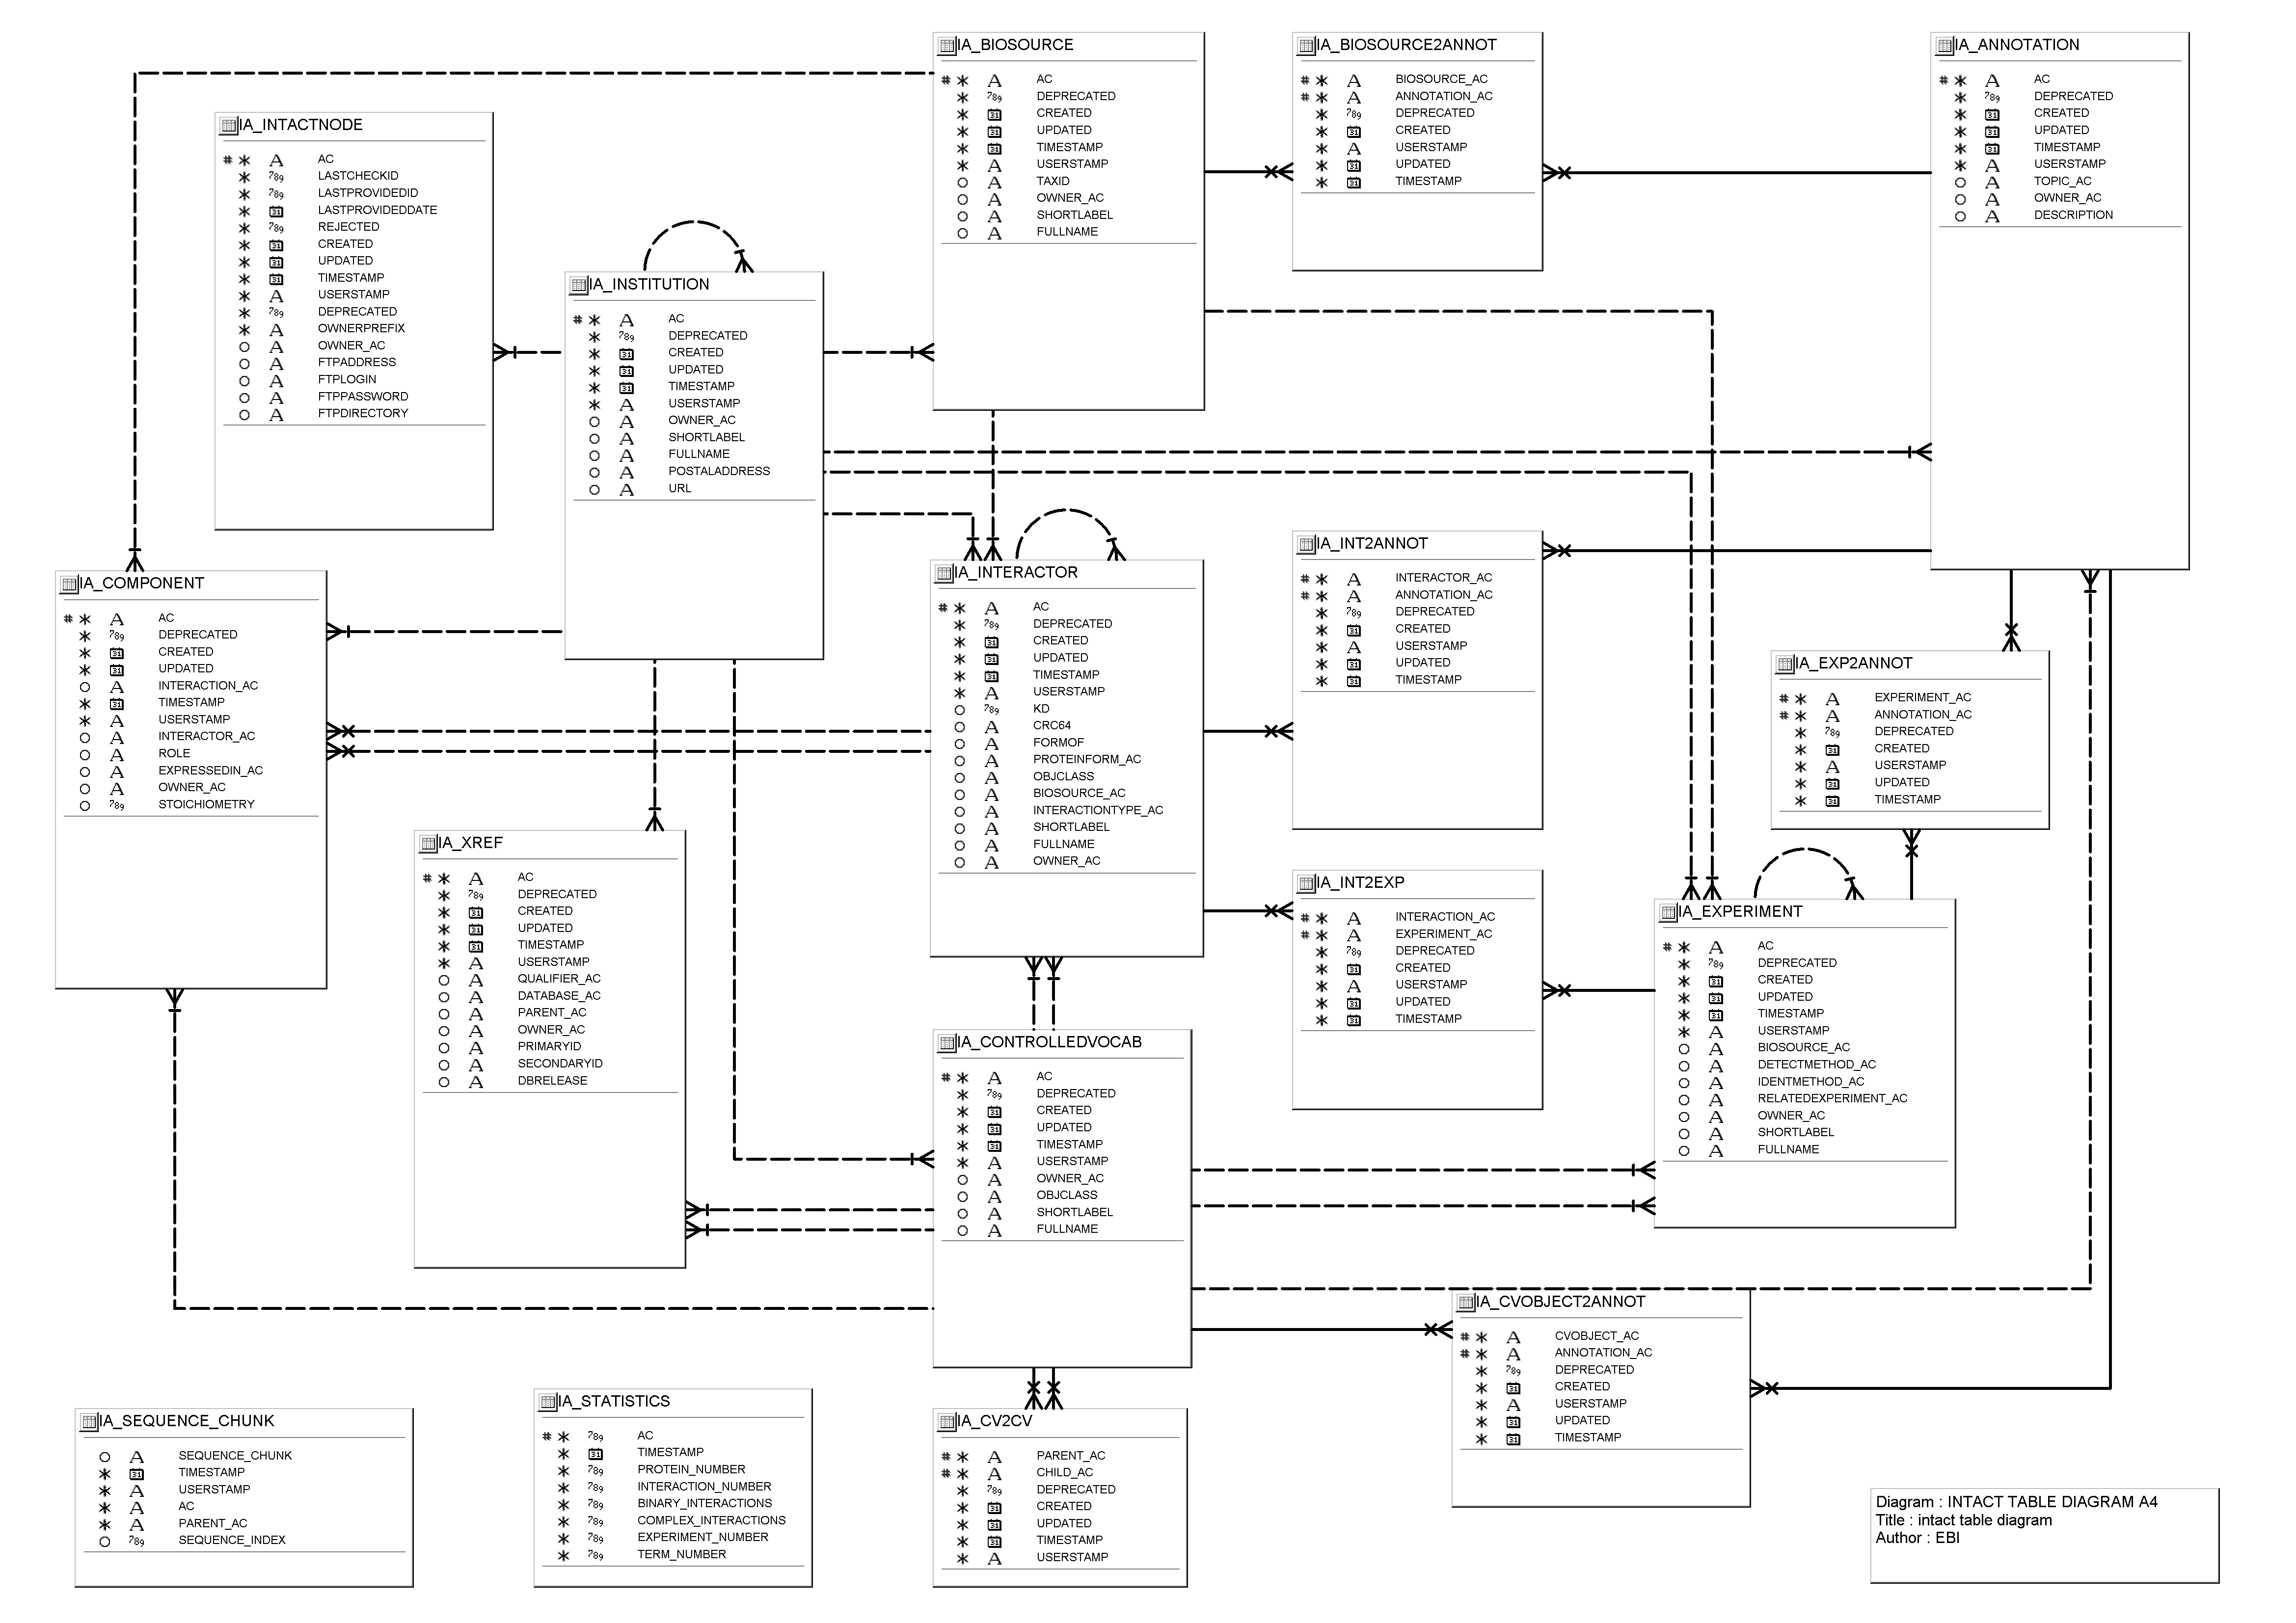 IA_BIOSOURCE
AC
DEPRECATED
CREATED
UPDATED
TIMESTAMP
USERSTAMP
TAXID
OWNER_AC
SHORTLABEL
FULLNAME
IA_BIOSOURCE2ANNOT
BIOSOURCE_AC
ANNOTATION_AC
DEPRECATED
CREATED
USERSTAMP
UPDATED
TIMESTAMP
IA_ANNOTATION
AC
DEPRECATED
CREATED
UPDATED
TIMESTAMP
USERSTAMP
TOPIC_AC
OWNER_AC
DESCRIPTION
IA_INTACTNODE
AC
LASTCHECKID
LASTPROVIDEDID
LASTPROVIDEDDATE
REJECTED
CREATED
UPDATED
TIMESTAMP
USERSTAMP
DEPRECATED
OWNERPREFIX
OWNER_AC
FTPADDRESS
FTPLOGIN
FTPPASSWORD
FTPDIRECTORY
IA_INSTITUTION
AC
DEPRECATED
CREATED
UPDATED
TIMESTAMP
USERSTAMP
OWNER_AC
SHORTLABEL
FULLNAME
POSTALADDRESS
URL
IA_COMPONENT
AC
DEPRECATED
CREATED
UPDATED
INTERACTION_AC
TIMESTAMP
USERSTAMP
INTERACTOR_AC
ROLE
EXPRESSEDIN_AC
OWNER_AC
STOICHIOMETRY
IA_INTERACTOR
AC
DEPRECATED
CREATED
UPDATED
TIMESTAMP
USERSTAMP
KD
CRC64
FORMOF
PROTEINFORM_AC
OBJCLASS
BIOSOURCE_AC
INTERACTIONTYPE_AC
SHORTLABEL
FULLNAME
OWNER_AC
IA_INT2ANNOT
INTERACTOR_AC
ANNOTATION_AC
DEPRECATED
CREATED
USERSTAMP
UPDATED
TIMESTAMP
IA_EXP2ANNOT
EXPERIMENT_AC
ANNOTATION_AC
DEPRECATED
CREATED
USERSTAMP
UPDATED
TIMESTAMP
IA_XREF
AC
DEPRECATED
CREATED
UPDATED
TIMESTAMP
USERSTAMP
QUALIFIER_AC
DATABASE_AC
PARENT_AC
OWNER_AC
PRIMARYID
SECONDARYID
DBRELEASE
IA_INT2EXP
INTERACTION_AC
EXPERIMENT_AC
DEPRECATED
CREATED
USERSTAMP
UPDATED
TIMESTAMP
IA_EXPERIMENT
AC
DEPRECATED
CREATED
UPDATED
TIMESTAMP
USERSTAMP
BIOSOURCE_AC
DETECTMETHOD_AC
IDENTMETHOD_AC
RELATEDEXPERIMENT_AC
OWNER_AC
SHORTLABEL
FULLNAME
IA_CONTROLLEDVOCAB
AC
DEPRECATED
CREATED
UPDATED
TIMESTAMP
USERSTAMP
OWNER_AC
OBJCLASS
SHORTLABEL
FULLNAME
IA_CVOBJECT2ANNOT
CVOBJECT_AC
ANNOTATION_AC
DEPRECATED
CREATED
USERSTAMP
UPDATED
TIMESTAMP
IA_SEQUENCE_CHUNK
SEQUENCE_CHUNK
TIMESTAMP
USERSTAMP
AC
PARENT_AC
SEQUENCE_INDEX
IA_STATISTICS
AC
TIMESTAMP
PROTEIN_NUMBER
INTERACTION_NUMBER
BINARY_INTERACTIONS
COMPLEX_INTERACTIONS
EXPERIMENT_NUMBER
TERM_NUMBER
IA_CV2CV
PARENT_AC
CHILD_AC
DEPRECATED
CREATED
UPDATED
TIMESTAMP
USERSTAMP
Diagram : INTACT TABLE DIAGRAM A4
Title : intact table diagram
Author : EBI